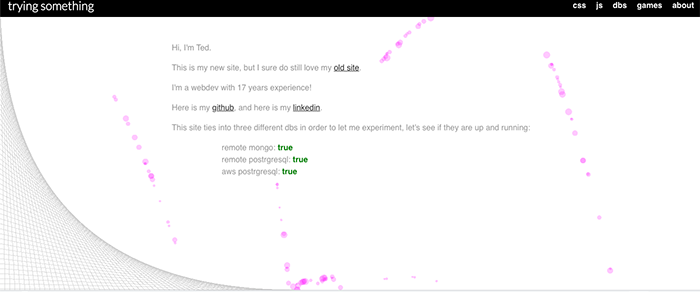 trying something
css js dbs games about
Hi, I'm Ted.
This is my new site, but I sure do still love my old site.
I'm a webdev with 17 years experience!
Here is my github, and here is my linkedin.
This site ties into three different dbs in order to let me experiment, let's see if they are up and running:
remote mongo: true
remote postrgresql: true
aws postrgresql: true